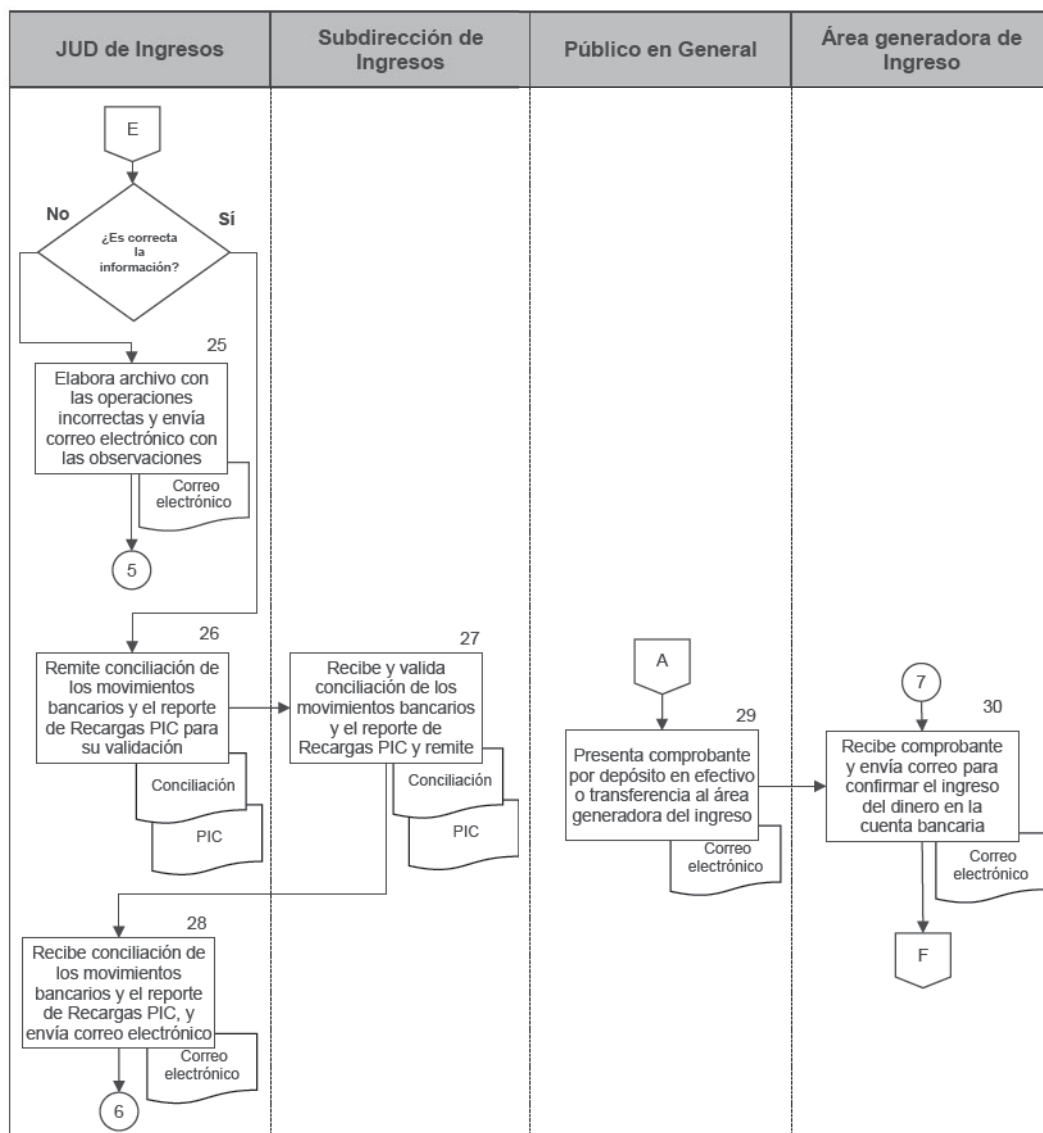 JUD de Ingresos
Subdirección de
Ingresos
Público en General
Área generadora de
Ingreso
E
No
Sí
¿Es correcta
la
información?
25
Elabora archivo con
las operaciones
incorrectas y envía
correo electrónico con
las observaciones
Correo
electrónico
5
26
Remite conciliación de
los movimientos
bancarios y el reporte
de Recargas PIC para
su validación
Conciliación
PIC
27
Recibe y valida
conciliación de los
movimientos bancarios
y el reporte de
Recargas PIC y remite
Conciliación
PIC
28
Recibe conciliación de
los movimientos
bancarios y el reporte
de Recargas PIC, y
envía correo electrónico
Correo
electrónico
6
A
29
Presenta comprobante
por depósito en efectivo
o transferencia al área
generadora del ingreso
Correo
electrónico
7
30
Recibe comprobante
y envía correo para
confirmar el ingreso
del dinero en la
cuenta bancaria
Correo
electrónico
F